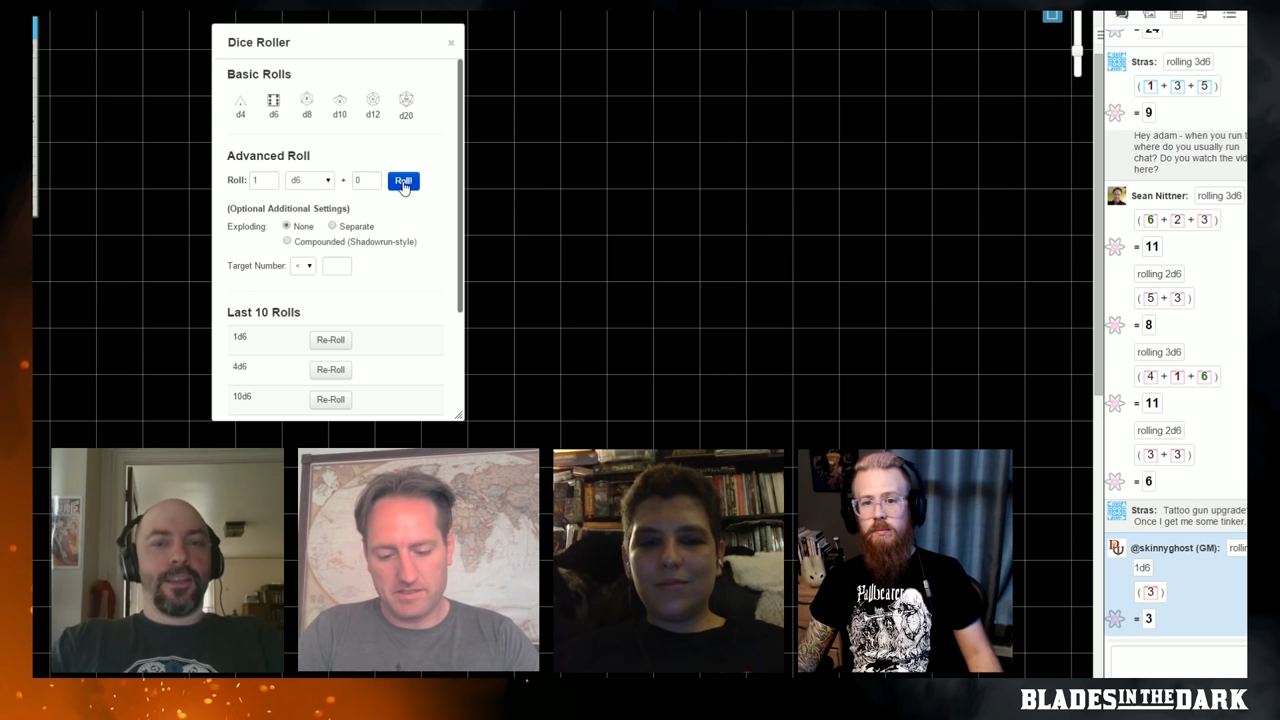 Dice Roller
×
Basic Rolls
d4 d6 d8 d10 d12 d20
Advanced Roll
Roll: 1 d6 + 0 Roll!
(Optional Additional Settings)
Exploding: None Separate
Compounded (Shadowrun-style)
Target Number: <
Last 10 Rolls
1d6 Re-Roll
4d6 Re-Roll
10d6 Re-Roll
= 24
Stras: rolling 3d6
(1+3+5)
= 9
Hey adam - when you run t
where do you usually run
chat? Do you watch the vid
here?
Sean Nittner: rolling 3d6
(6+2+3)
= 11
rolling 2d6
(5+3)
= 8
rolling 3d6
(4+1+6)
= 11
rolling 2d6
(3+3)
= 6
Stras: Tattoo gun upgrade
Once I get me some tinker.
@skinnyghost (GM): rollin
1d6
(3)
= 3
Pallbearer
BLADES IN THE DARK